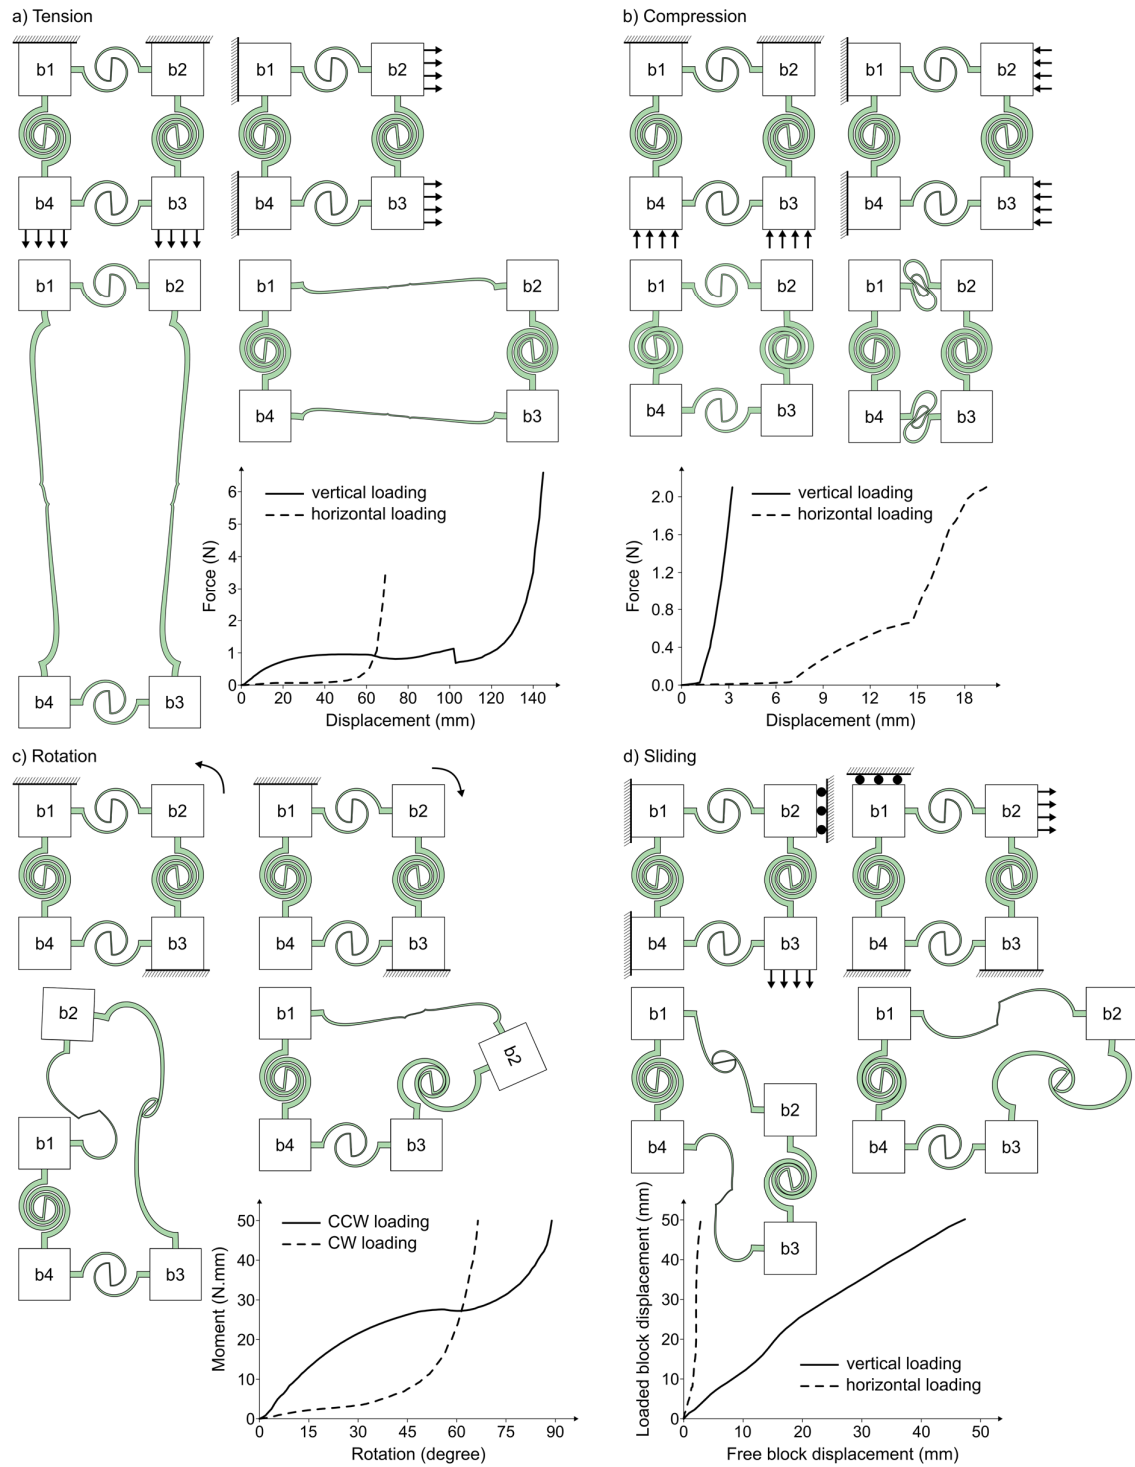 a) Tension
b1 b2 b1 b2
b4 b3 b4 b3
b1 b2 b1 b2
b4 b3
b4 b3
vertical loading
horizontal loading
Force (N)
6
5
4
3
2
1
0
0 20 40 60 80 100 120 140
Displacement (mm)
b) Compression
b1 b2 b1 b2
b4 b3 b4 b3
b1 b2 b1 b2
b4 b3 b4 b3
vertical loading
horizontal loading
Force (N)
2.0
1.6
1.2
0.8
0.4
0.0
0 3 6 9 12 15 18
Displacement (mm)
c) Rotation
b1 b2 b1 b2
b4 b3 b4 b3
b2 b1 b2
b1 b4 b3
b4 b3
CCW loading
CW loading
Moment (N.mm)
50
40
30
20
10
0
0 15 30 45 60 75 90
Rotation (degree)
d) Sliding
b1 b2 b1 b2
b4 b3 b4 b3
b1 b1 b2
b2
b4 b4 b3
b3
Loaded block displacement (mm)
50
40
30
20
10
0
vertical loading
horizontal loading
0 10 20 30 40 50
Free block displacement (mm)